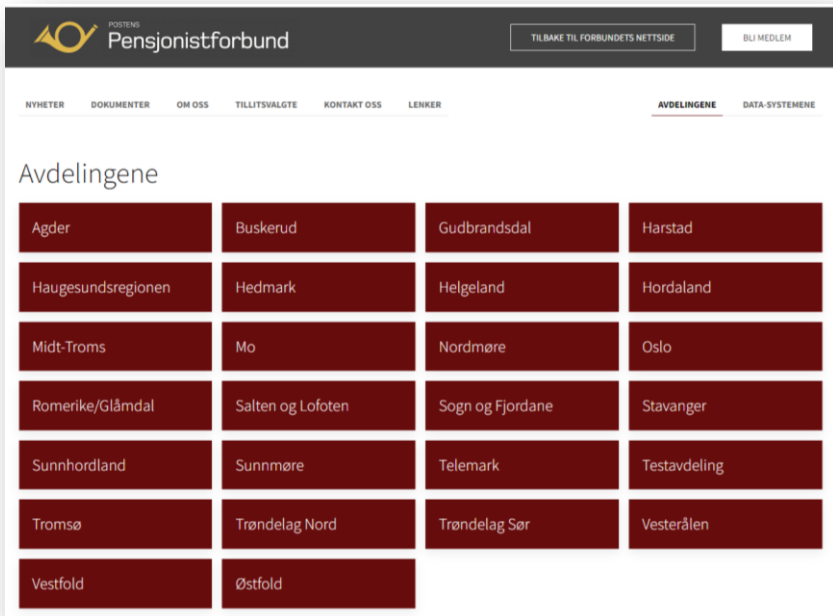 POSTENS
Pensjonistforbund
TILBAKE TIL FORBUNDETS NETTSIDE
BLI MEDLEM
NYHETER DOKUMENTER OM OSS TILLITSVALGTE KONTAKT OSS LENKER AVDELINGENE DATA-SYSTEMENE
Avdelingene
Agder Buskerud Gudbrandsdal Harstad
Haugesundsregionen Hedmark Helgeland Hordaland
Midt-Troms Mo Nordmøre Oslo
Romerike/Glåmdal Salten og Lofoten Sogn og Fjordane Stavanger
Sunnhordland Sunnmøre Telemark Testavdeling
Tromsø Trøndelag Nord Trøndelag Sør Vesterålen
Vestfold Østfold